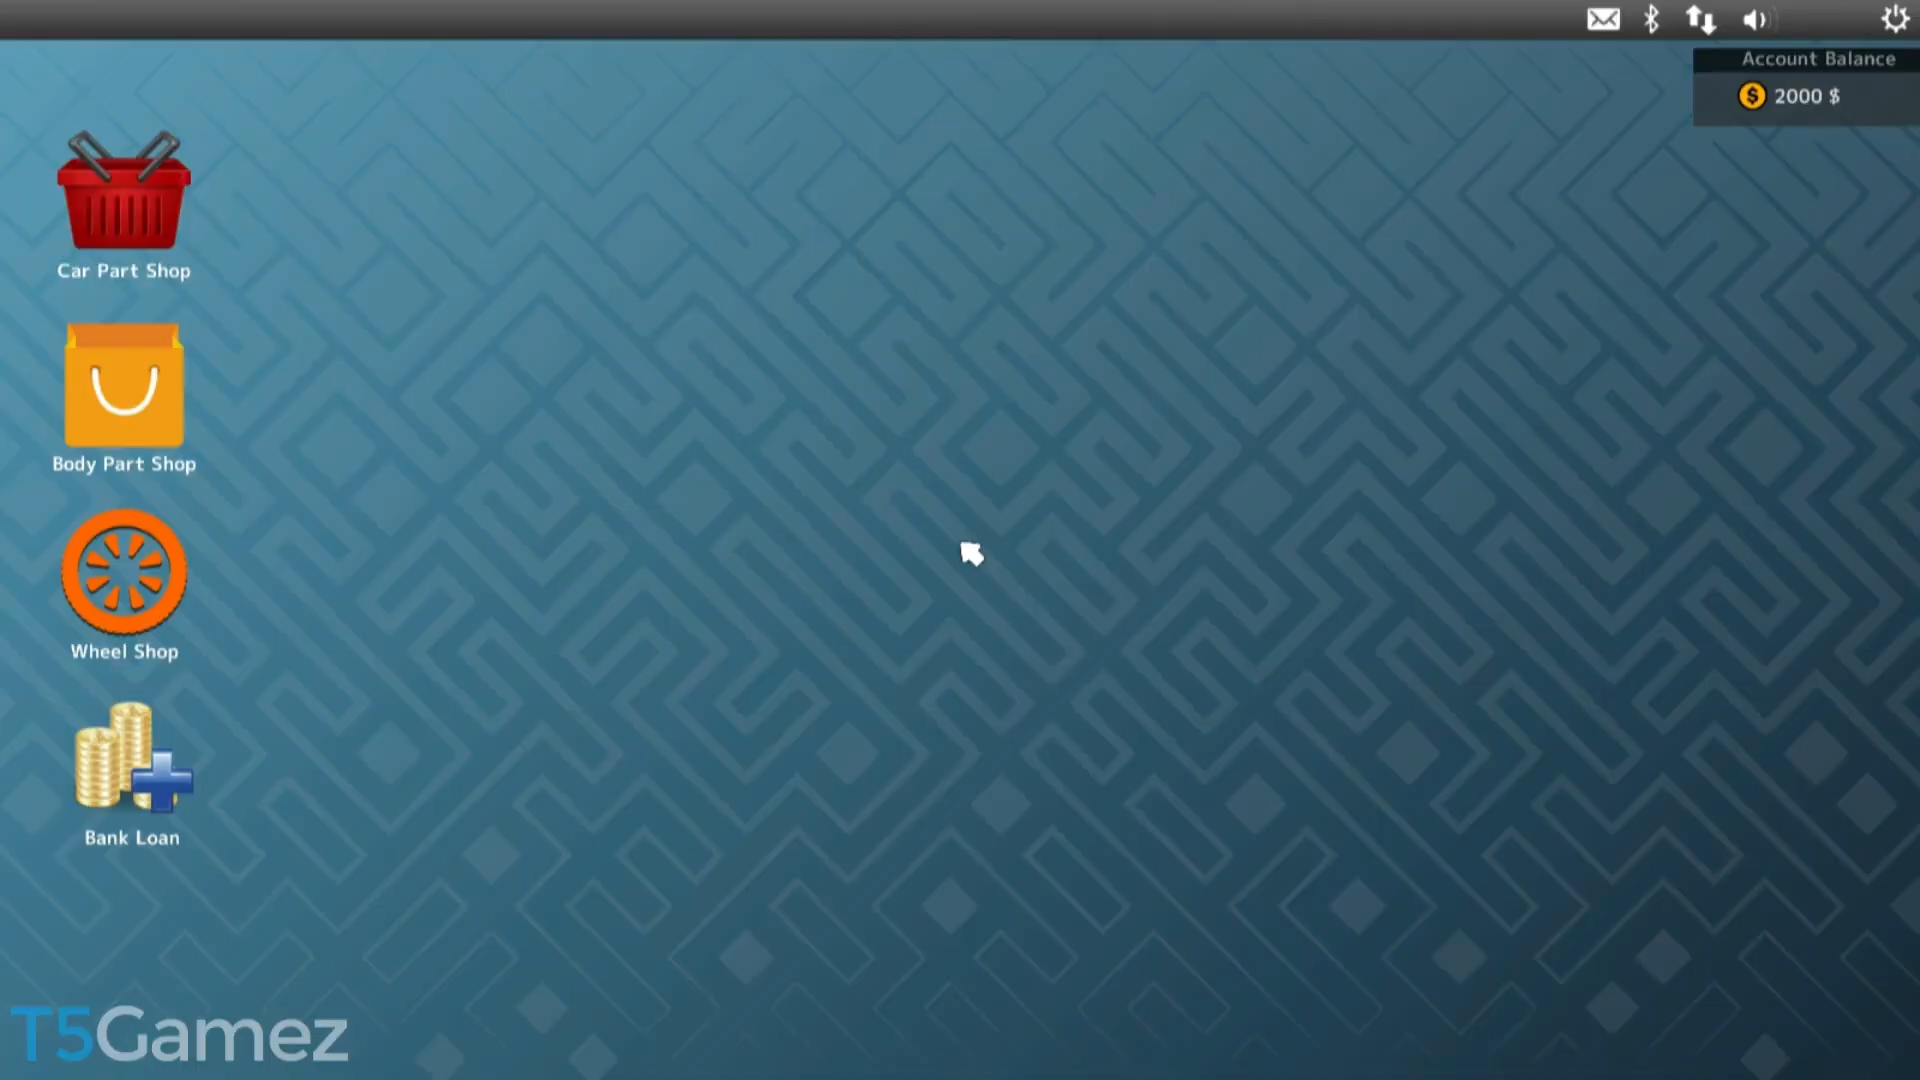 Account Balance
2000 $
Car Part Shop
Body Part Shop
Wheel Shop
Bank Loan
T5Gamez